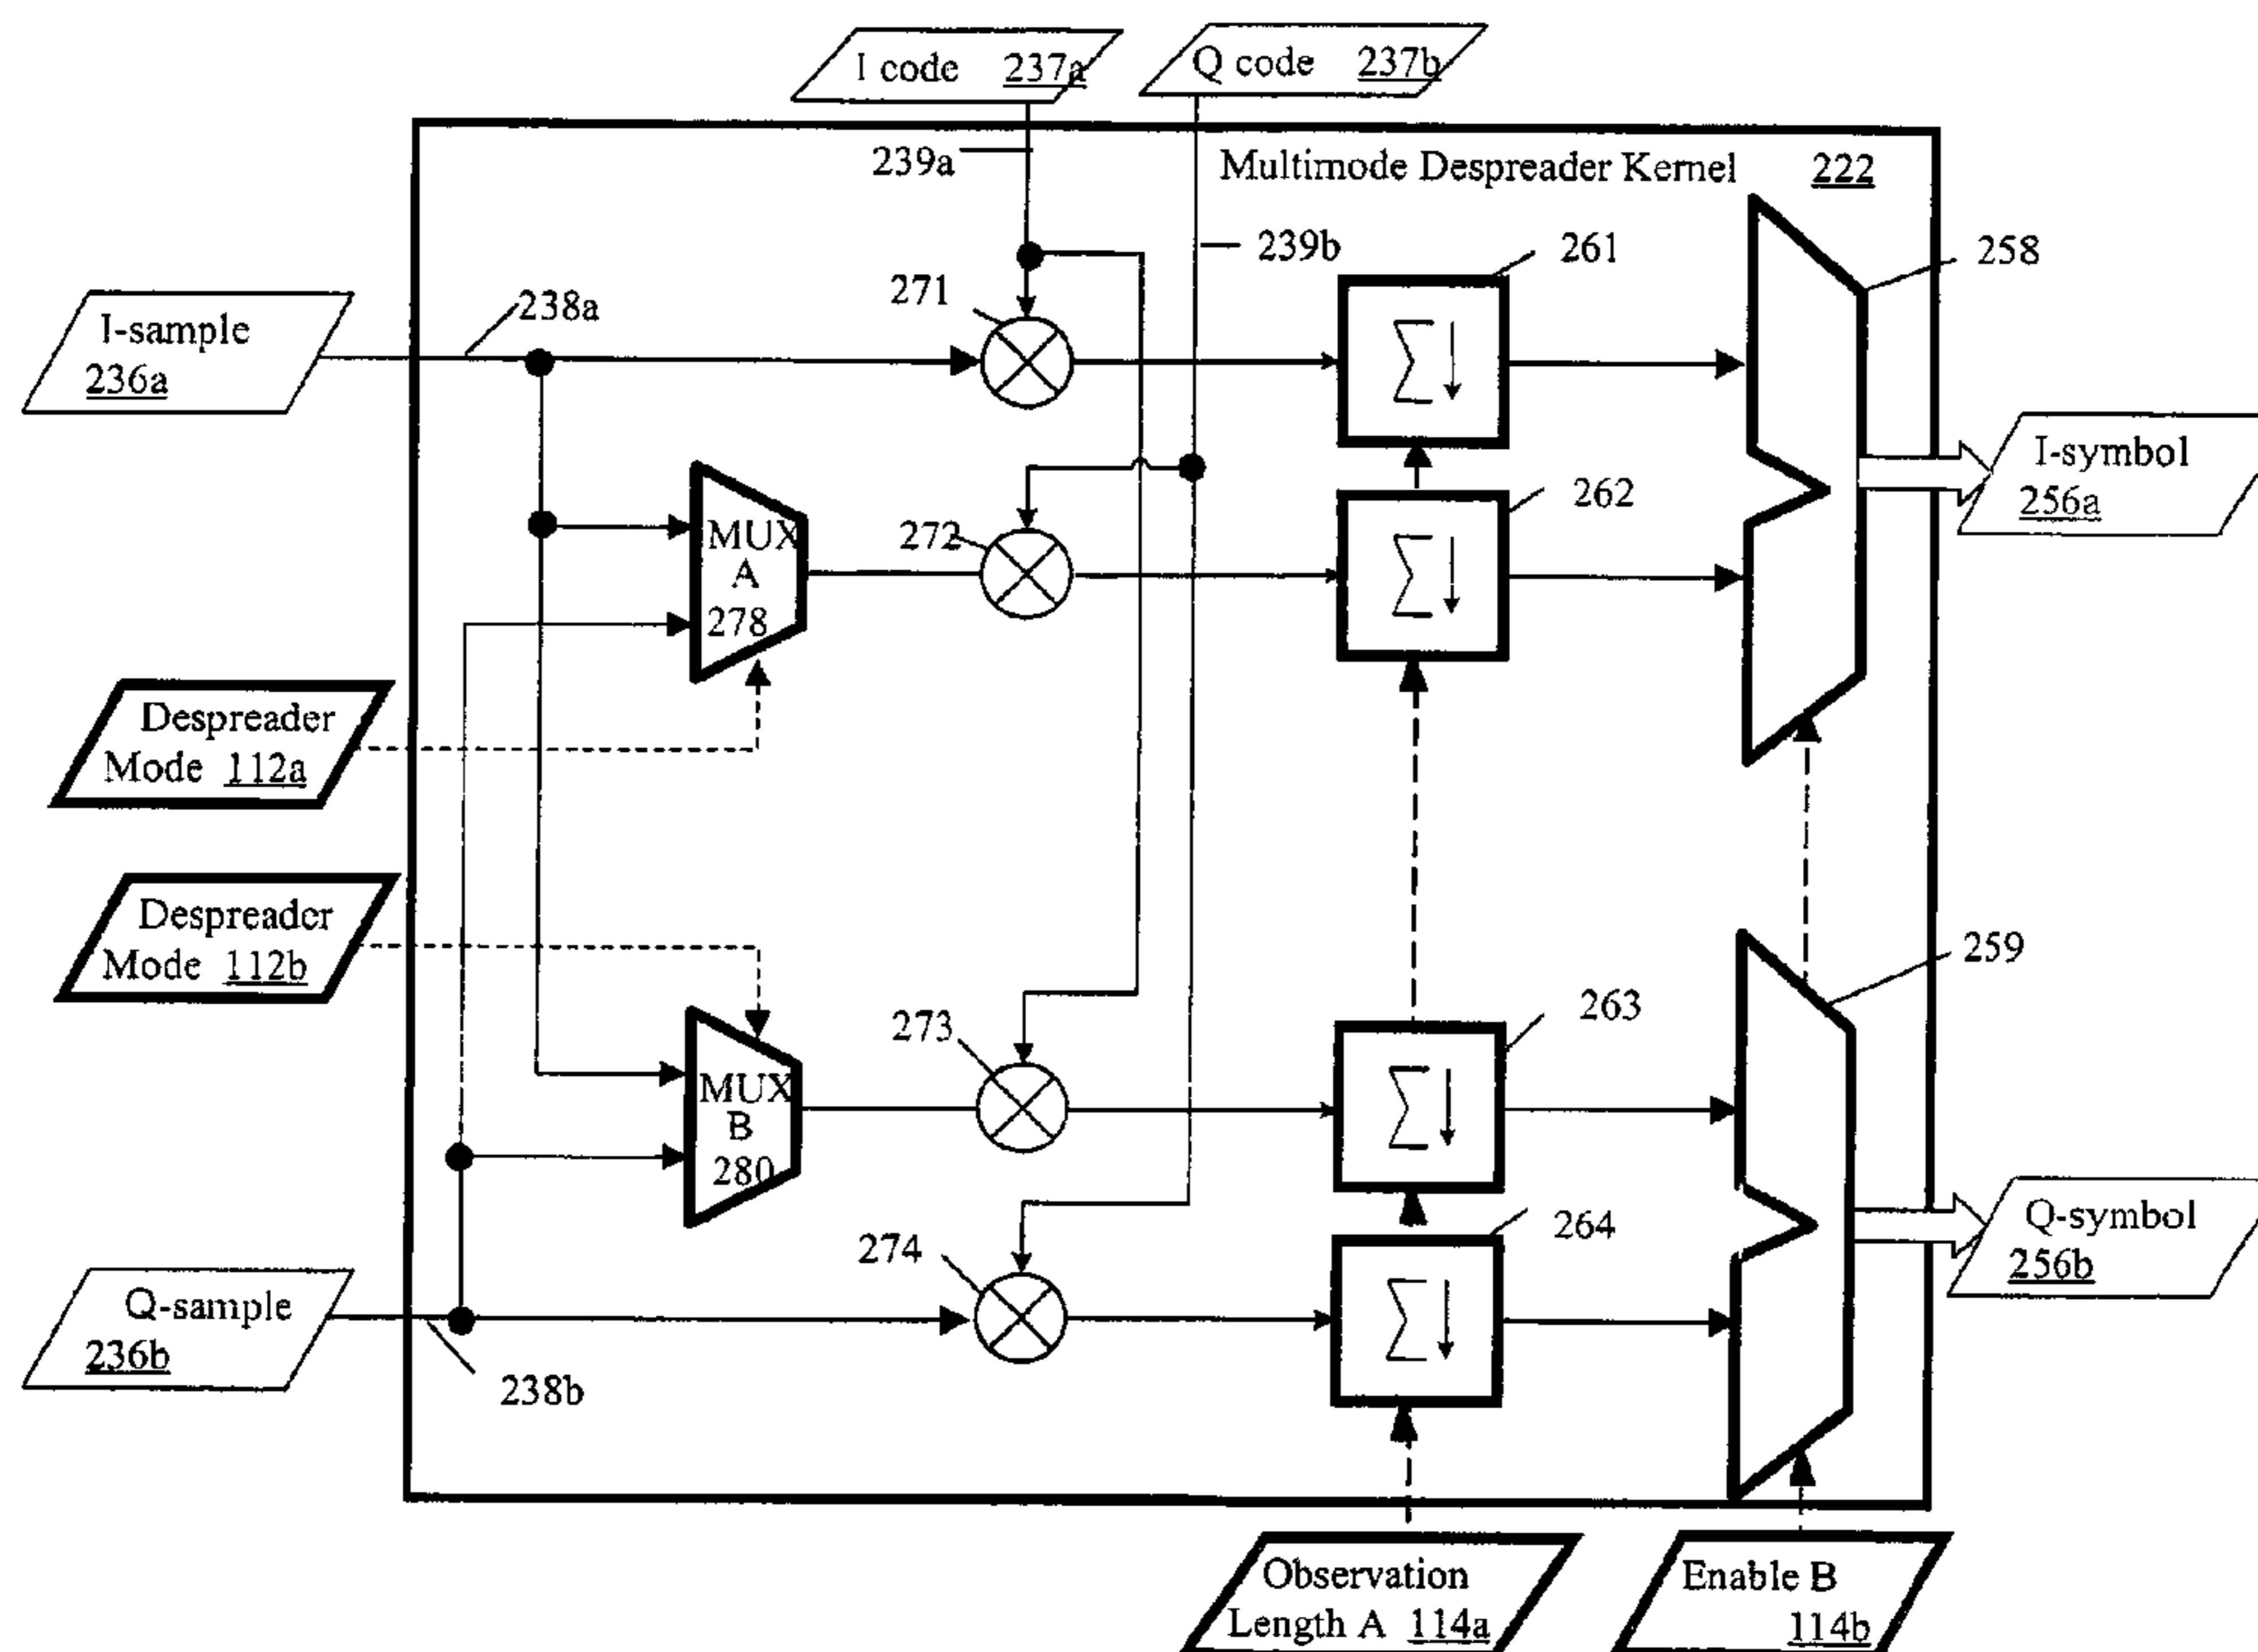 I code 237a
Q code 237b
239a
Multimode Despreader Kernel 222
239b
261
258
I-sample
236a
238a
271
I-symbol
256a
262
272
MUX
A
278
Despreader
Mode 112a
Despreader
Mode 112b
259
263
273
MUX
B
280
Q-symbol
256b
264
274
Q-sample
236b
238b
Observation
Length A 114a
Enable B
114b
Σ↓
Σ↓
Σ↓
Σ↓